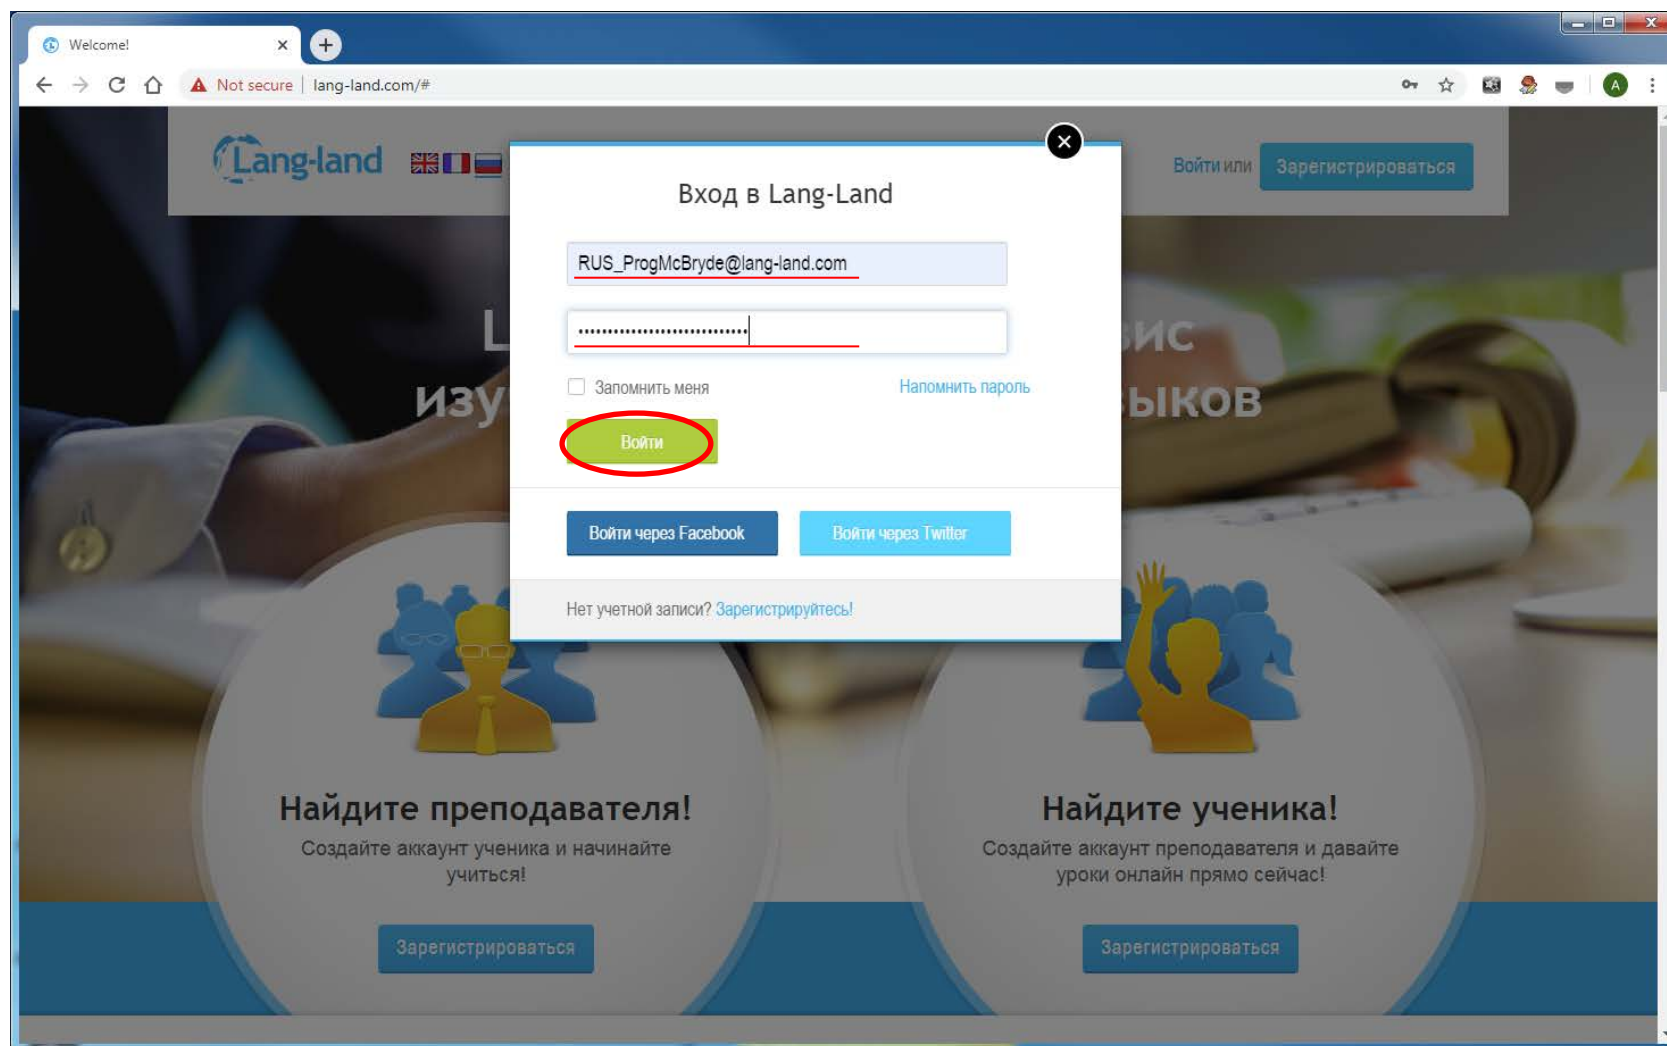 Welcome!
Not secure | lang-land.com/#
A
Lang-land
Войти или Зарегистрироваться
Вход в Lang-Land
RUS_ProgMcBryde@lang-land.com
•••••••••••••••••••••••••••••
Запомнить меня
Напомнить пароль
Войти
Войти через Facebook
Войти через Twitter
Нет учетной записи? Зарегистрируйтесь!
Найдите преподавателя!
Создайте аккаунт ученика и начинайте
учиться!
Зарегистрироваться
Найдите ученика!
Создайте аккаунт преподавателя и давайте
уроки онлайн прямо сейчас!
Зарегистрироваться